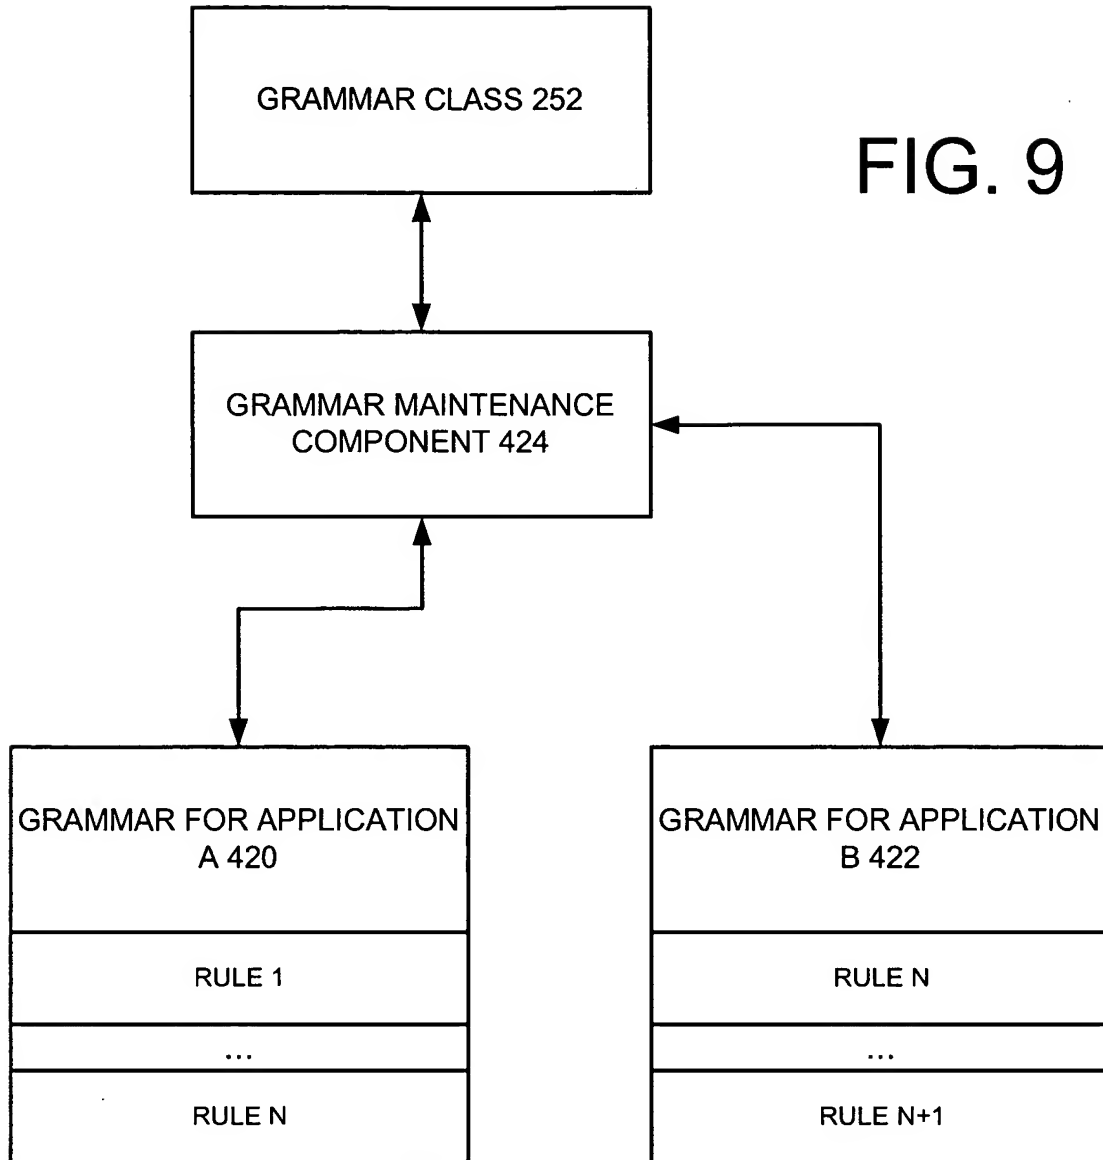 GRAMMAR CLASS 252
FIG. 9
GRAMMAR MAINTENANCE
COMPONENT 424
GRAMMAR FOR APPLICATION
A 420
RULE 1
...
RULE N
GRAMMAR FOR APPLICATION
B 422
RULE N
...
RULE N+1